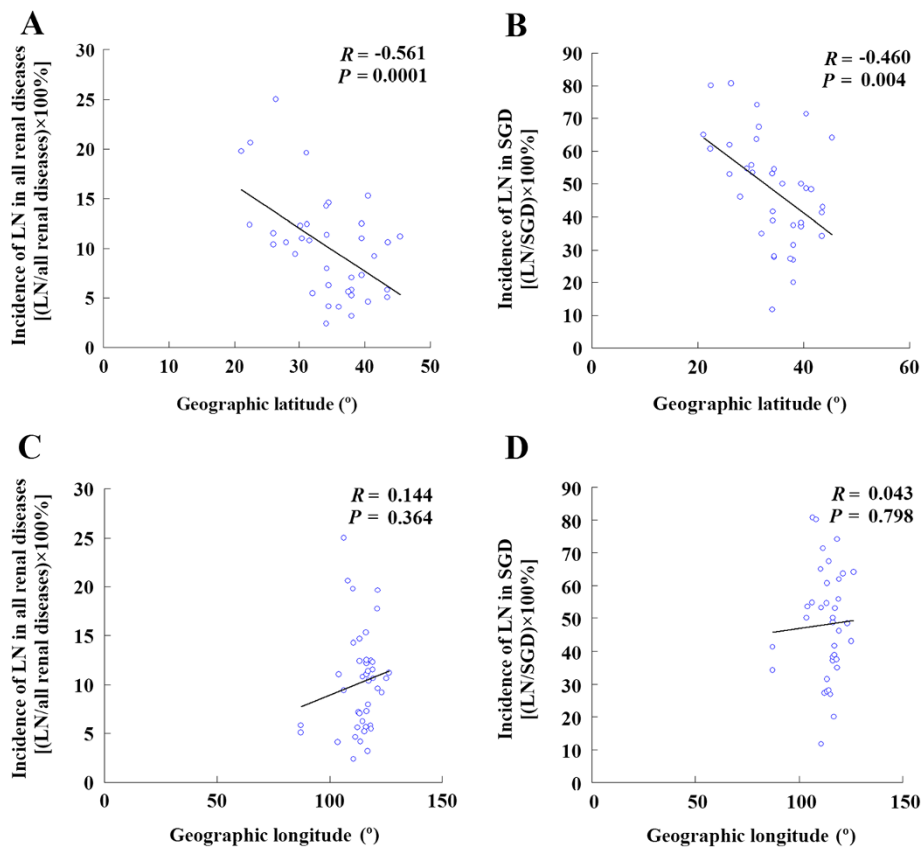 A
Incidence of LN in all renal diseases
[(LN/all renal diseases)×100%]
30
25
20
15
10
5
0
R = -0.561
P = 0.0001
0 10 20 30 40 50
Geographic latitude (º)
B
Incidence of LN in SGD
[(LN/SGD)×100%]
90
80
70
60
50
40
30
20
10
0
R = -0.460
P = 0.004
0 20 40 60
Geographic latitude (º)
C
Incidence of LN in all renal diseases
[(LN/all renal diseases)×100%]
30
25
20
15
10
5
0
R = 0.144
P = 0.364
0 50 100 150
Geographic longitude (º)
D
Incidence of LN in SGD
[(LN/SGD)×100%]
90
80
70
60
50
40
30
20
10
0
R = 0.043
P = 0.798
0 50 100 150
Geographic longitude (º)